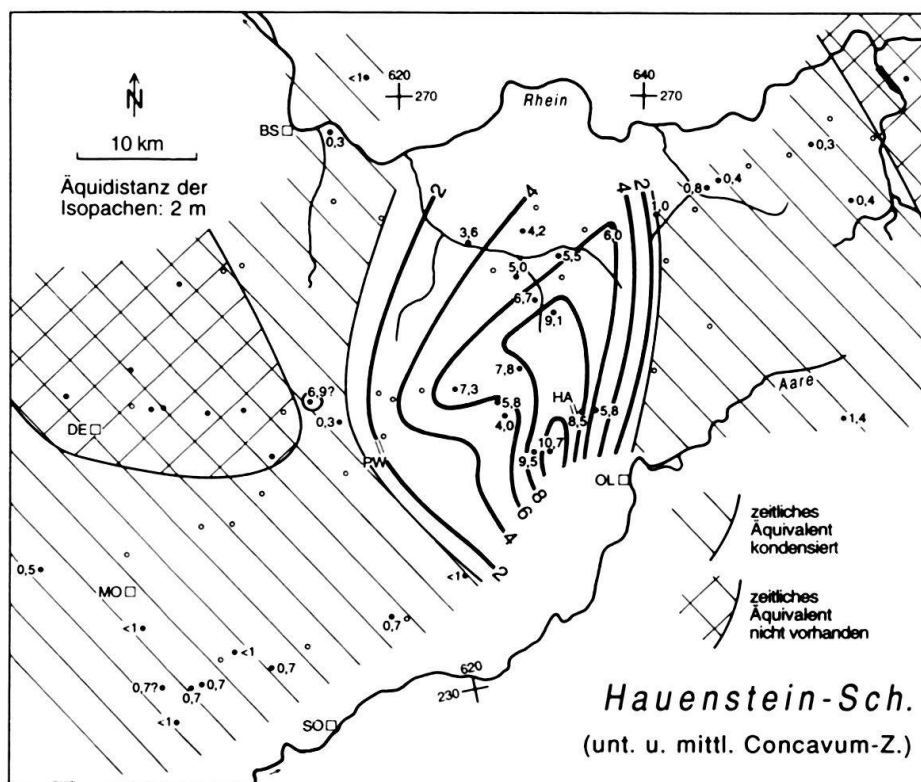 <1
620
270
640
270
Rhein
N
10 km
Äquidistanz der
Isopachen: 2 m
BS
0,3
0,3
0,4
0,8
0,4
1,0
2
4
4
2
3,6
4,2
6,0
5,0
5,5
6,7
9,1
7,8
7,3
6,9?
0,3
5,8
4,0
HA
8,5
5,8
Aare
1,4
DE
PW
10,7
9,5
OL
8
6
4
2
zeitliches
Äquivalent
kondensiert
zeitliches
Äquivalent
nicht vorhanden
0,5
MO
<1
<1
0,7
<1
0,7
0,7?
0,7
0,7
<1
620
230
SO
Hauenstein-Sch.
(unt. u. mittl. Concavum-Z.)